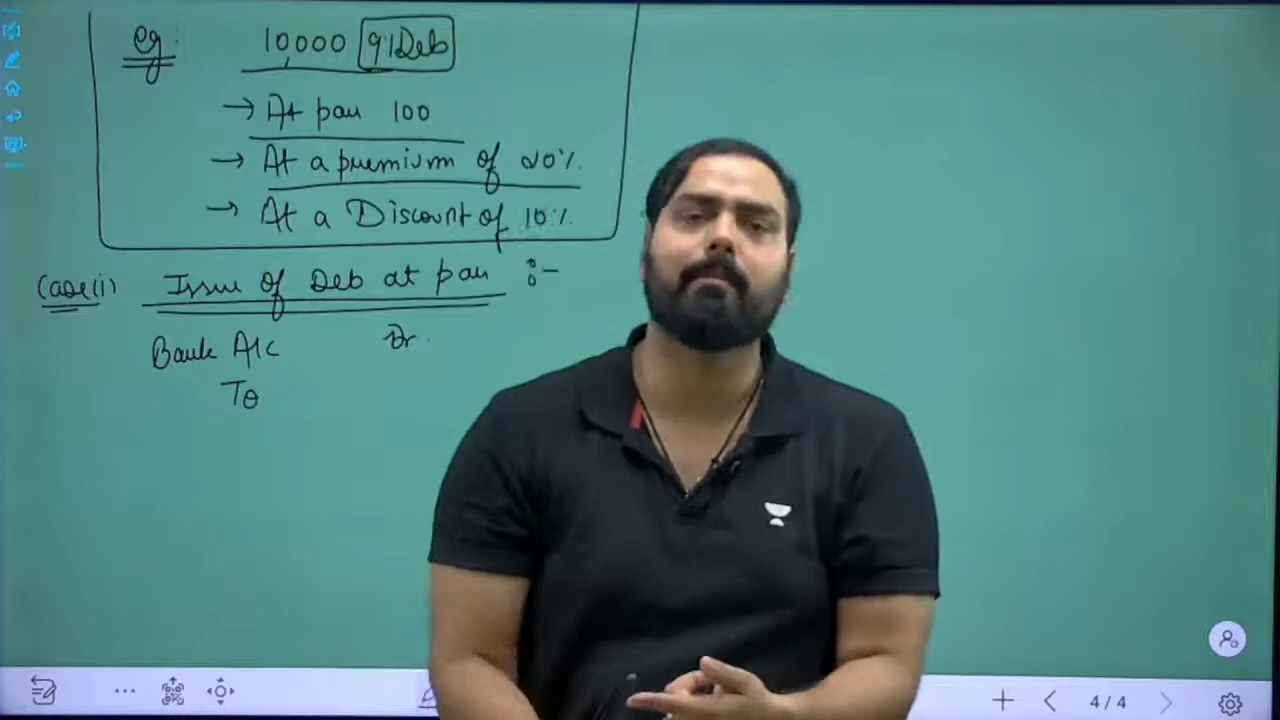 eg:
10000 9% Deb
→ At par 100
→ At a premium of 20%
→ At a Discount of 10%
Case(i) Issue of Deb at par :-
Bank A/c Dr.
To
4/4